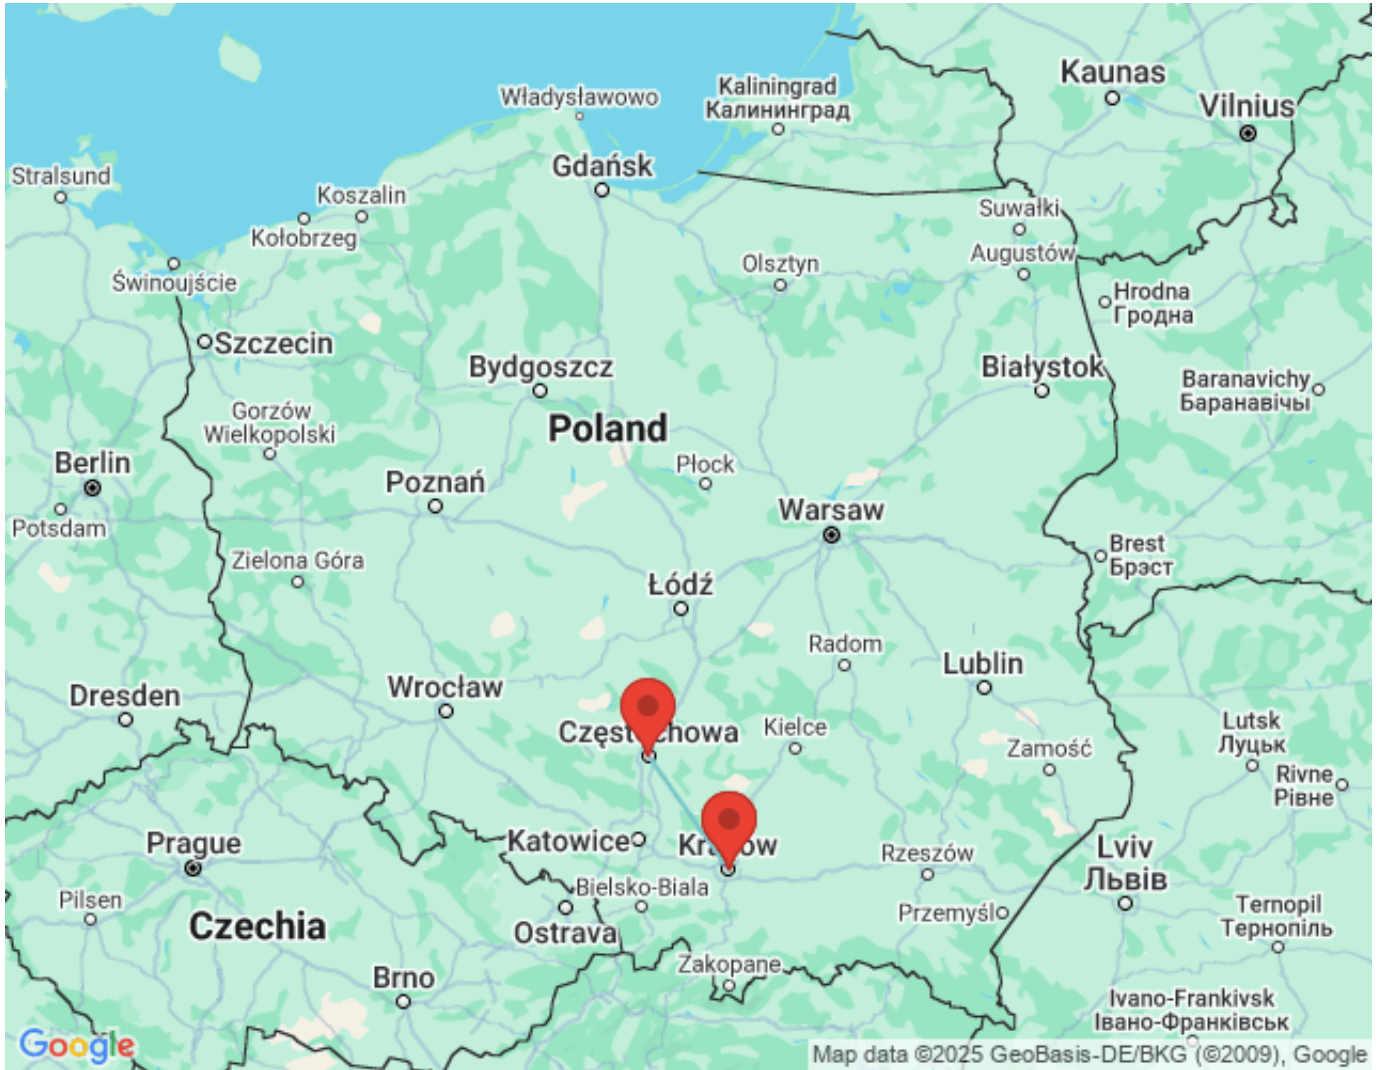 Kaunas
Kaliningrad
Калининград
Władysławowo
Vilnius
Gdańsk
Stralsund
Koszalin
Suwałki
Kołobrzeg
Augustów
Olsztyn
Świnoujście
Hrodna
Гродна
Szczecin
Bydgoszcz
Białystok
Baranavichy
Баранавічы
Gorzów
Wielkopolski
Poland
Berlin
Płock
Poznań
Warsaw
Potsdam
Brest
Брэст
Zielona Góra
Łódź
Radom
Lublin
Wrocław
Dresden
Lutsk
Луцьк
Kielce
Zamość
Rivne
Рівне
Katowice
Prague
Lviv
Львів
Rzeszów
Bielsko-Biala
Pilsen
Przemyśl
Ternopil
Тернопіль
Czechia
Ostrava
Zakopane
Brno
Ivano-Frankivsk
Івано-Франківськ
Google
Map data ©2025 GeoBasis-DE/BKG (©2009), Google